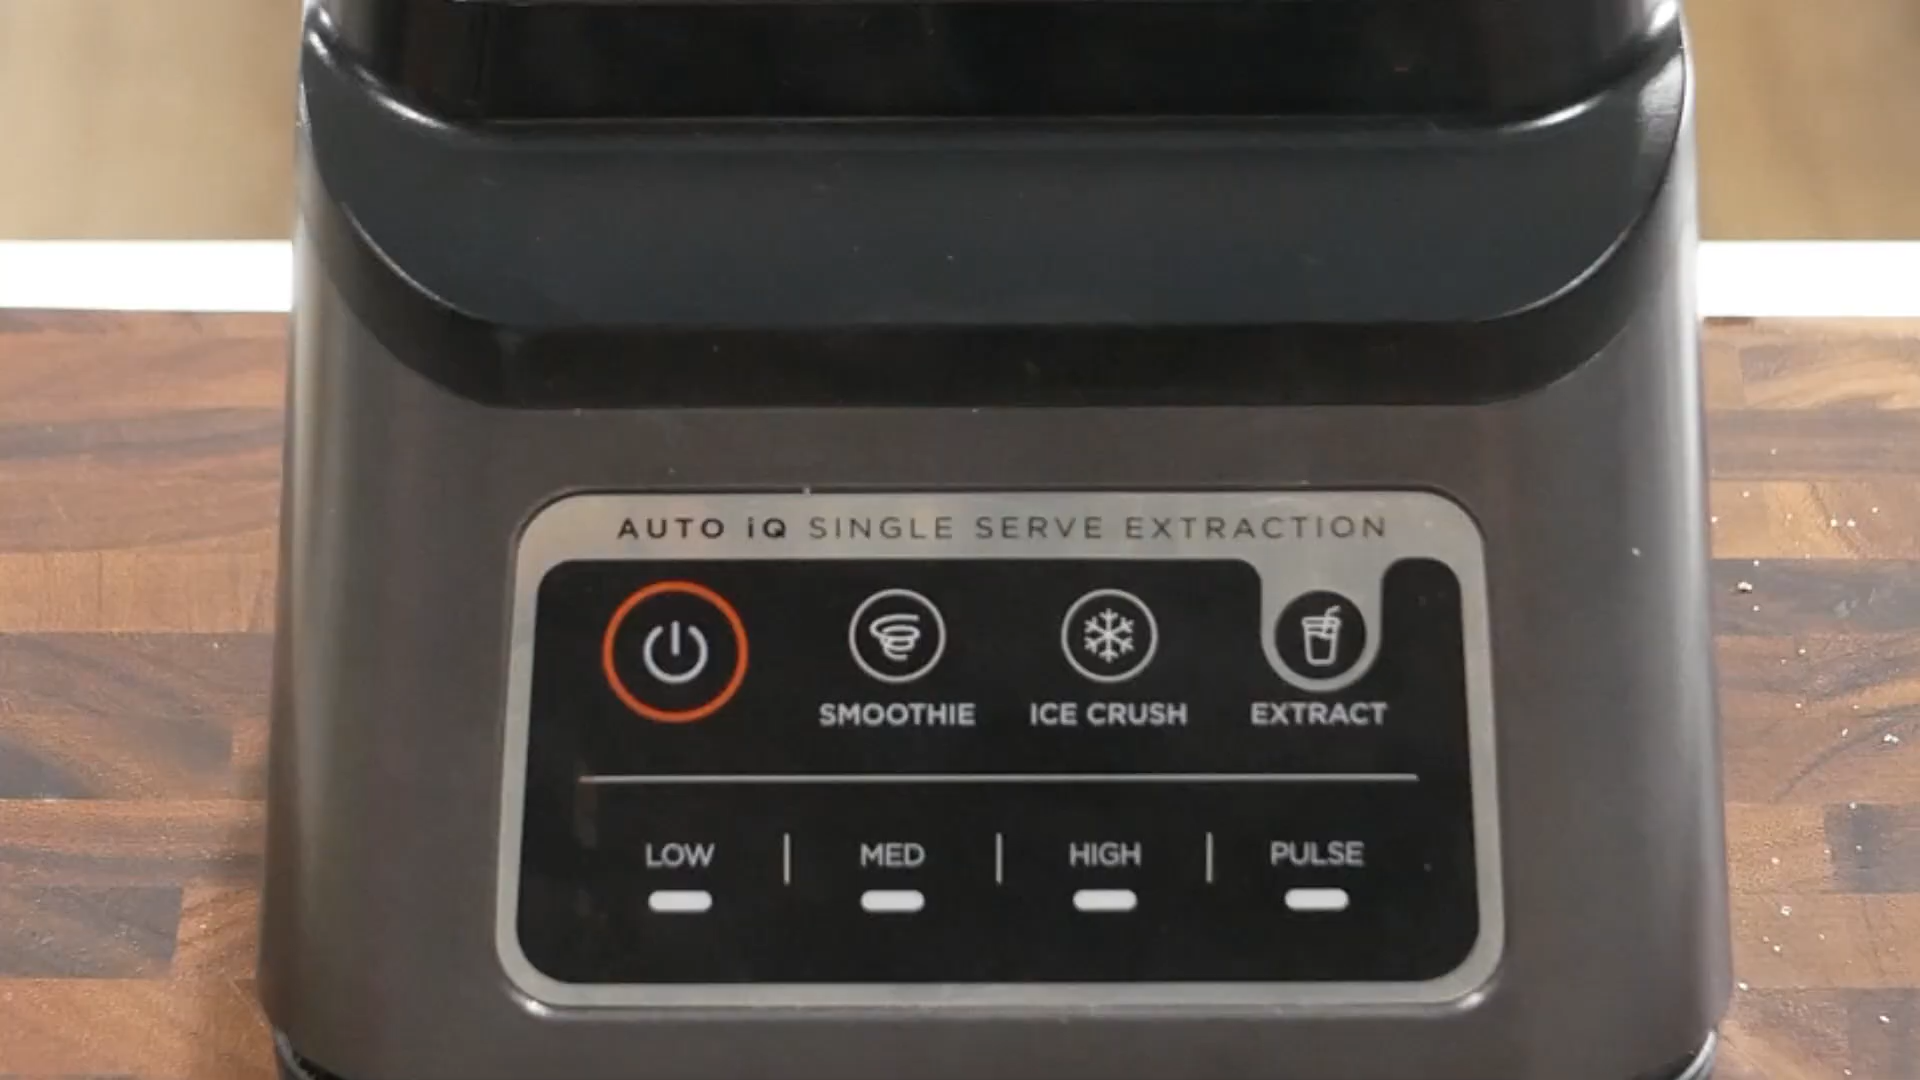 AUTO iQ SINGLE SERVE EXTRACTION
SMOOTHIE ICE CRUSH EXTRACT
LOW | MED | HIGH | PULSE